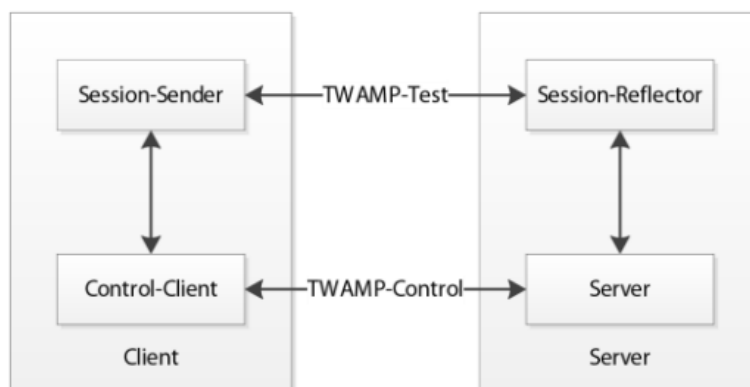 Session-Sender
TWAMP-Test
Session-Reflector
Control-Client
TWAMP-Control
Server
Client
Server